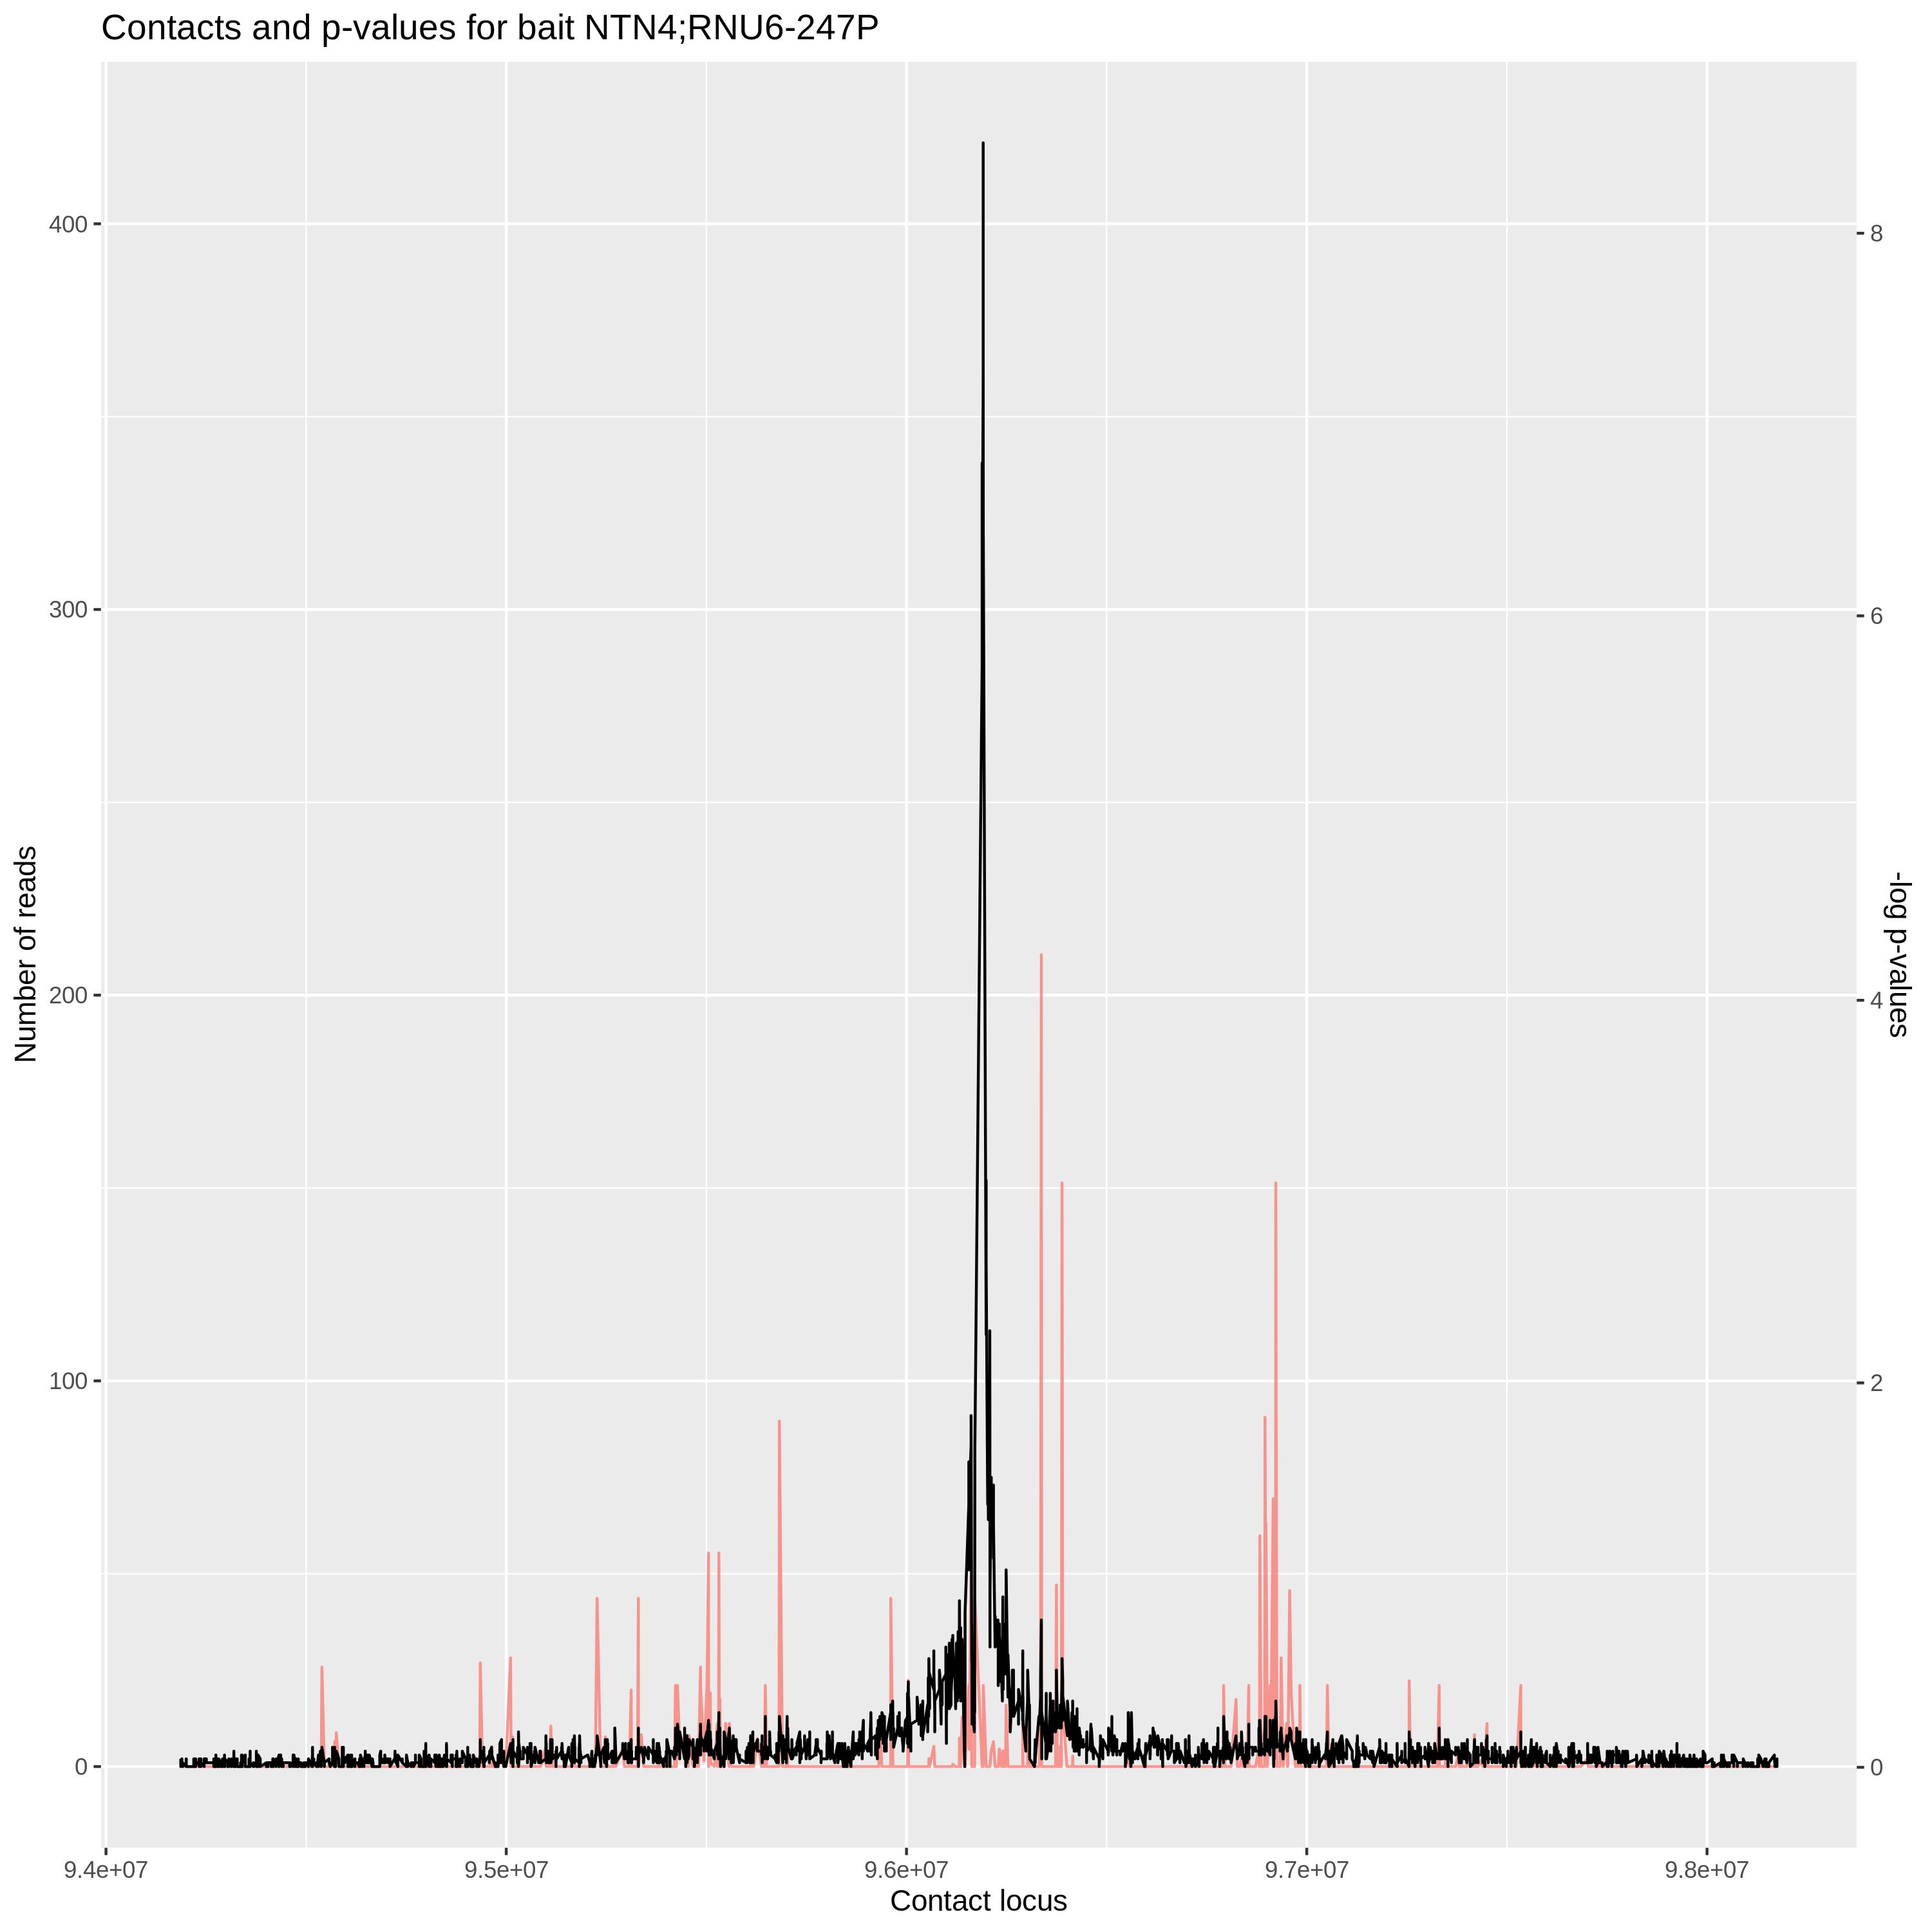 Contacts and p-values for bait NTN4;RNU6-247P
Number of reads
400
300
200
100
0
8
6
4
2
0
-log p-values
9.4e+07
9.5e+07
9.6e+07
9.7e+07
9.8e+07
Contact locus